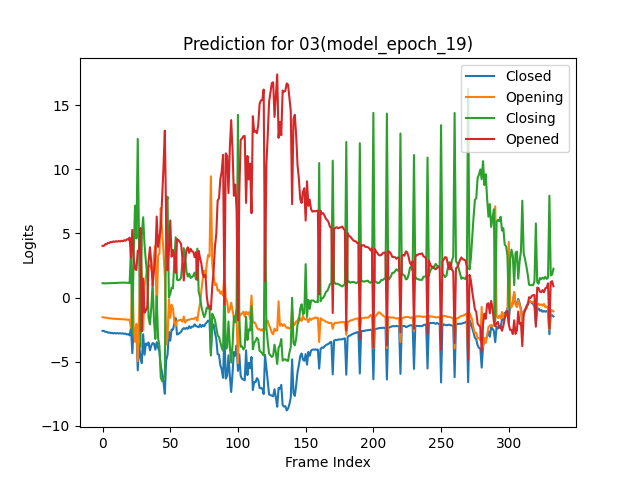 Prediction for 03(model_epoch_19)
Closed
Opening
Closing
Opened
Logits
15
10
5
0
−5
−10
0 50 100 150 200 250 300
Frame Index